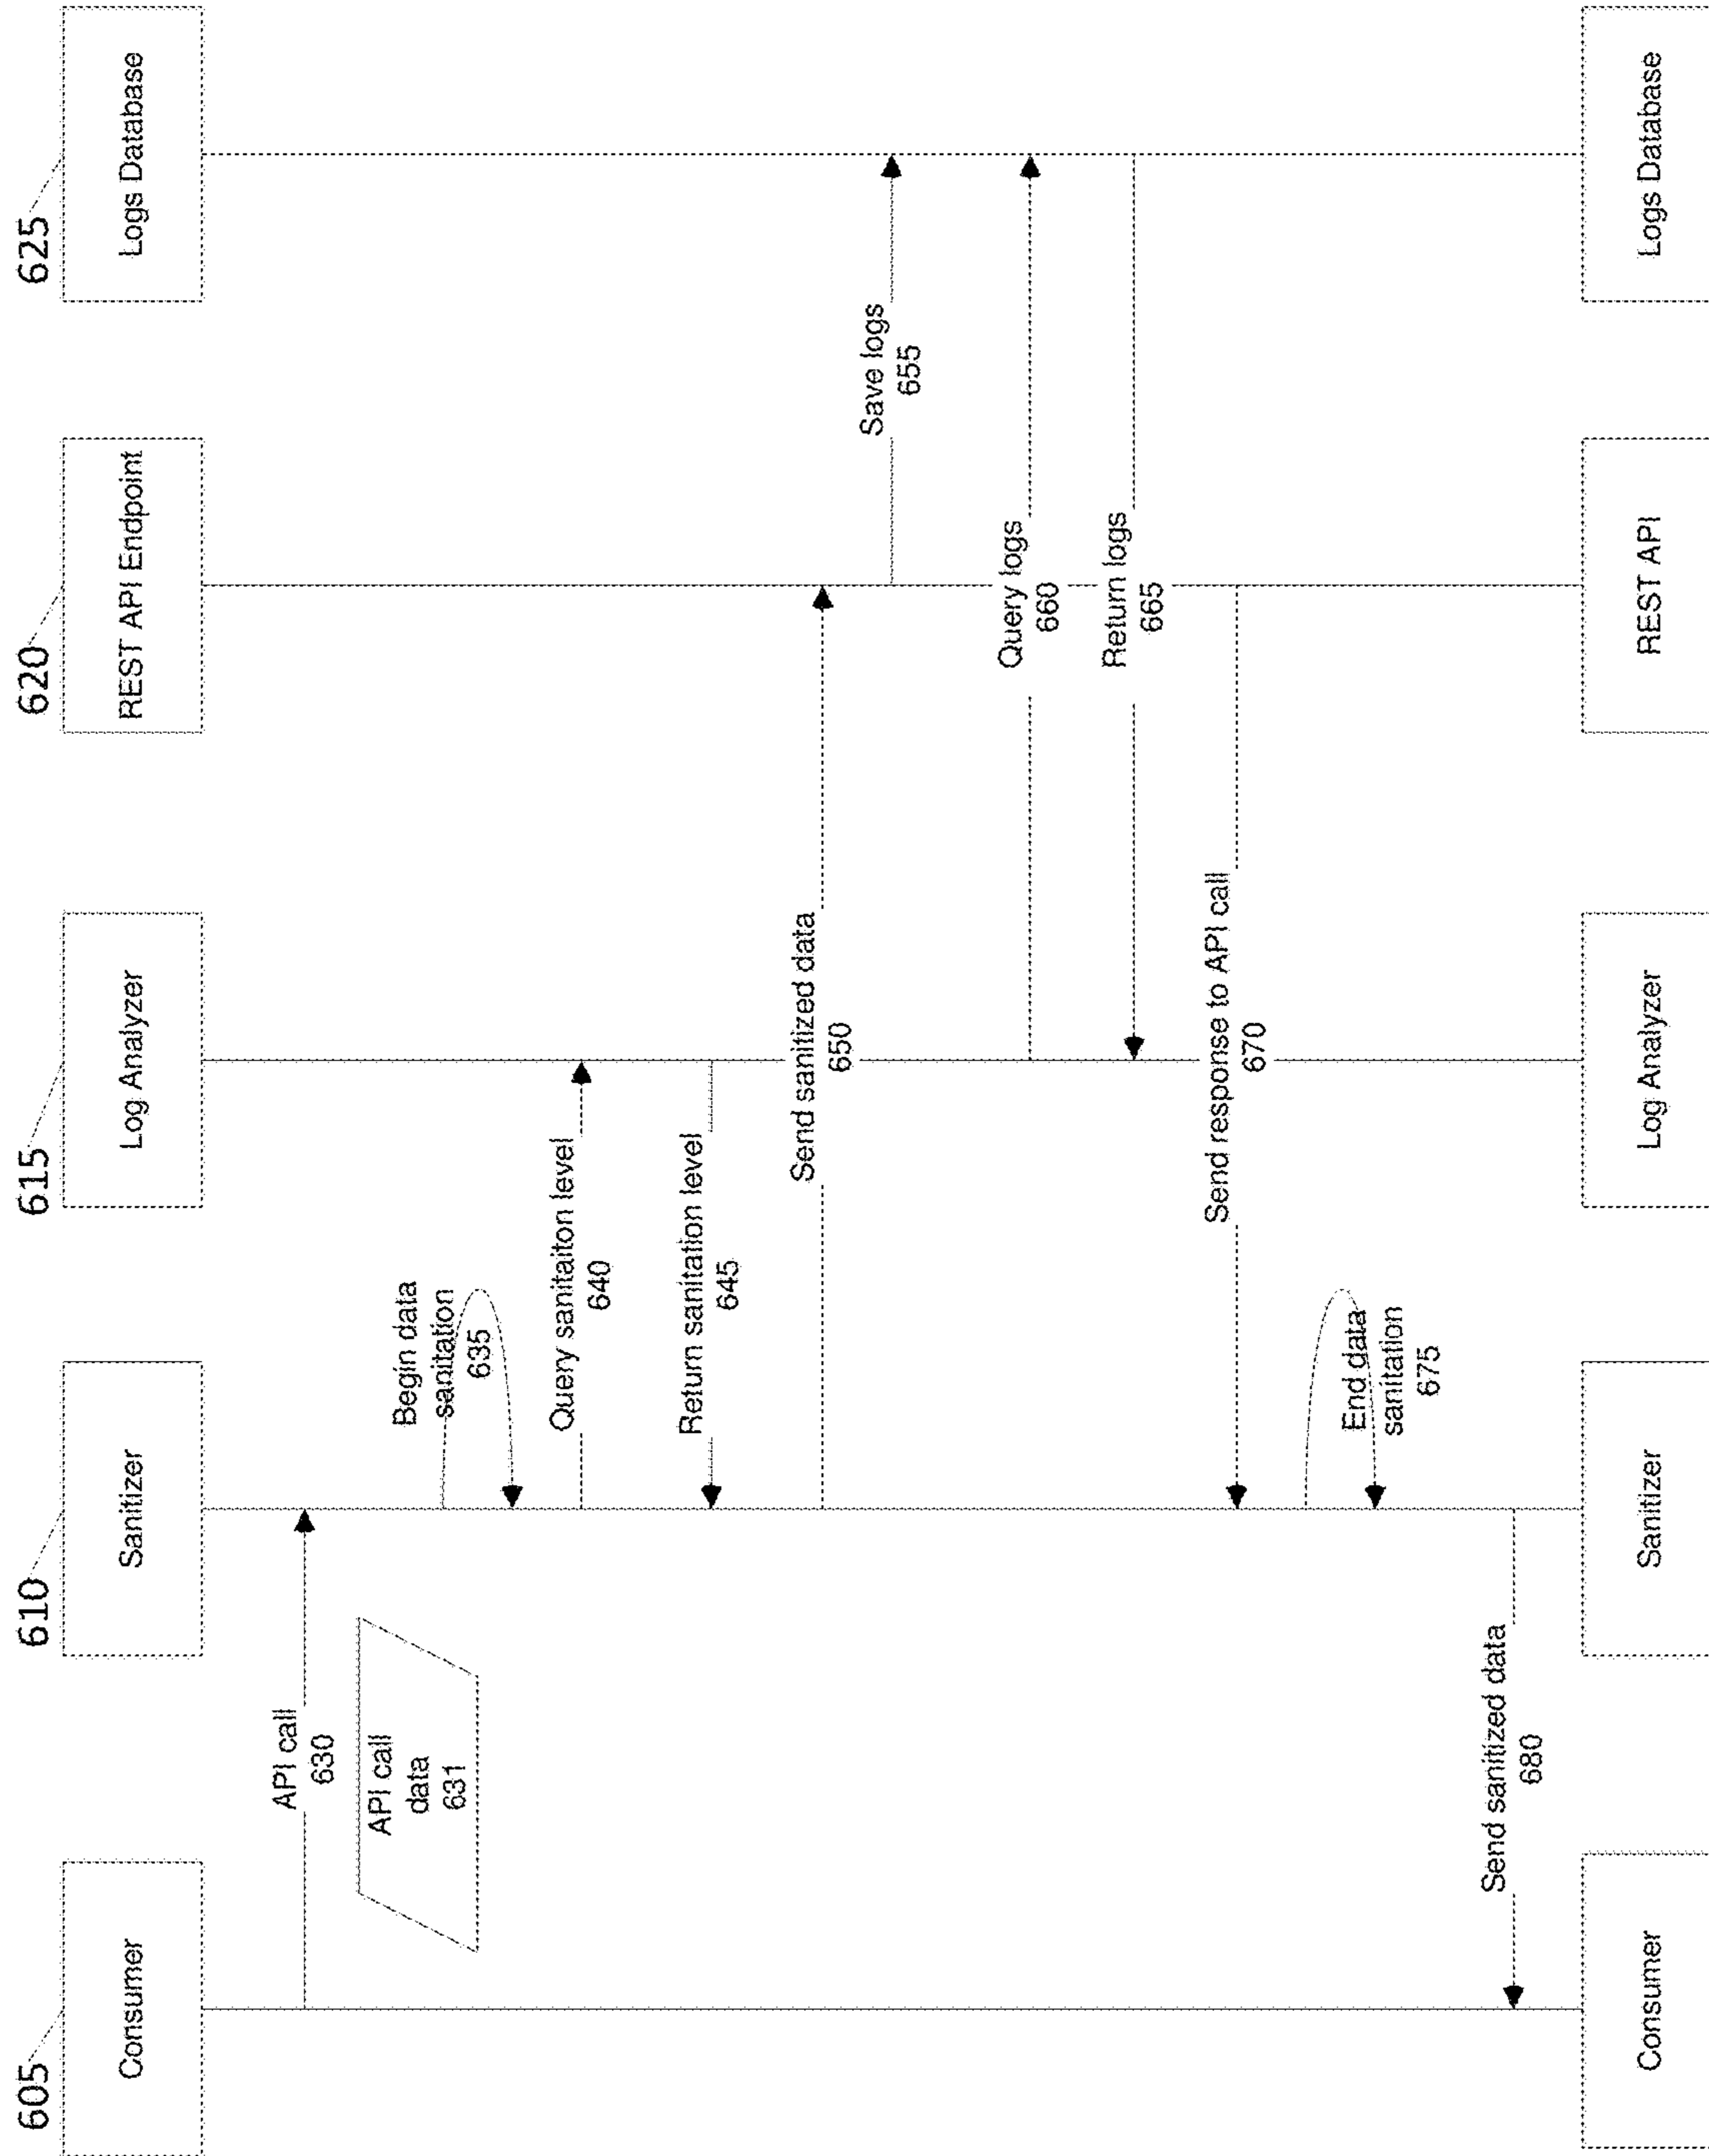 605
610
615
620
625
Consumer
Sanitizer
Log Analyzer
REST API Endpoint
Logs Database
API call
630
API call
data
631
Begin data
sanitation
635
Query sanitaiton level
640
Return sanitation level
645
Send sanitized data
650
Save logs
655
Query logs
660
Return logs
665
Send response to API call
670
End data
sanitation
675
Send sanitized data
680
Consumer
Sanitizer
Log Analyzer
REST API
Logs Database